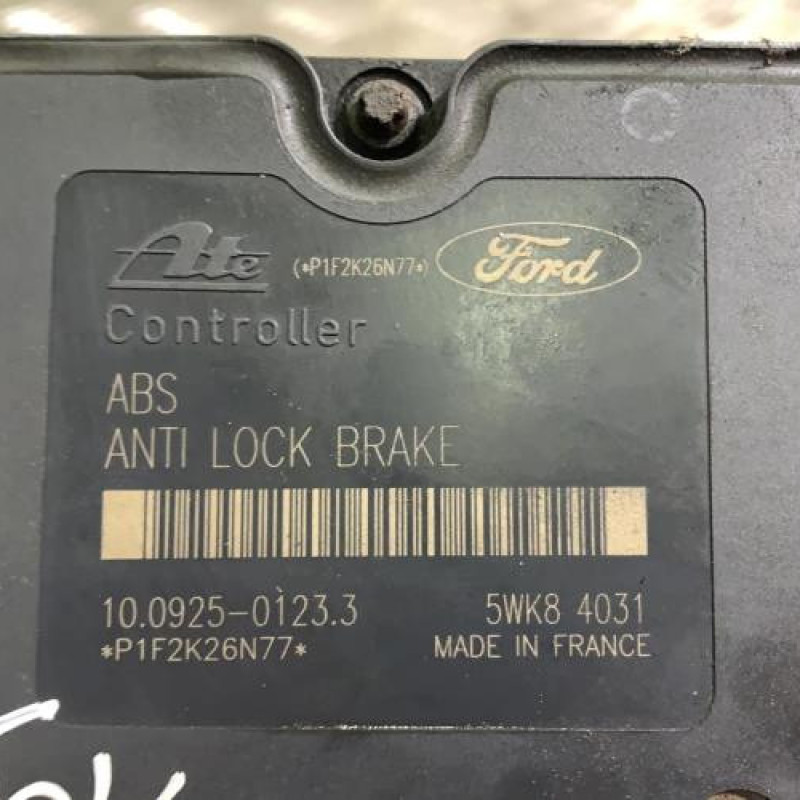 Ate (*P1F2K26N77*) Ford
Controller
ABS
ANTI LOCK BRAKE
10.0925-0123.3 5WK8 4031
*P1F2K26N77* MADE IN FRANCE